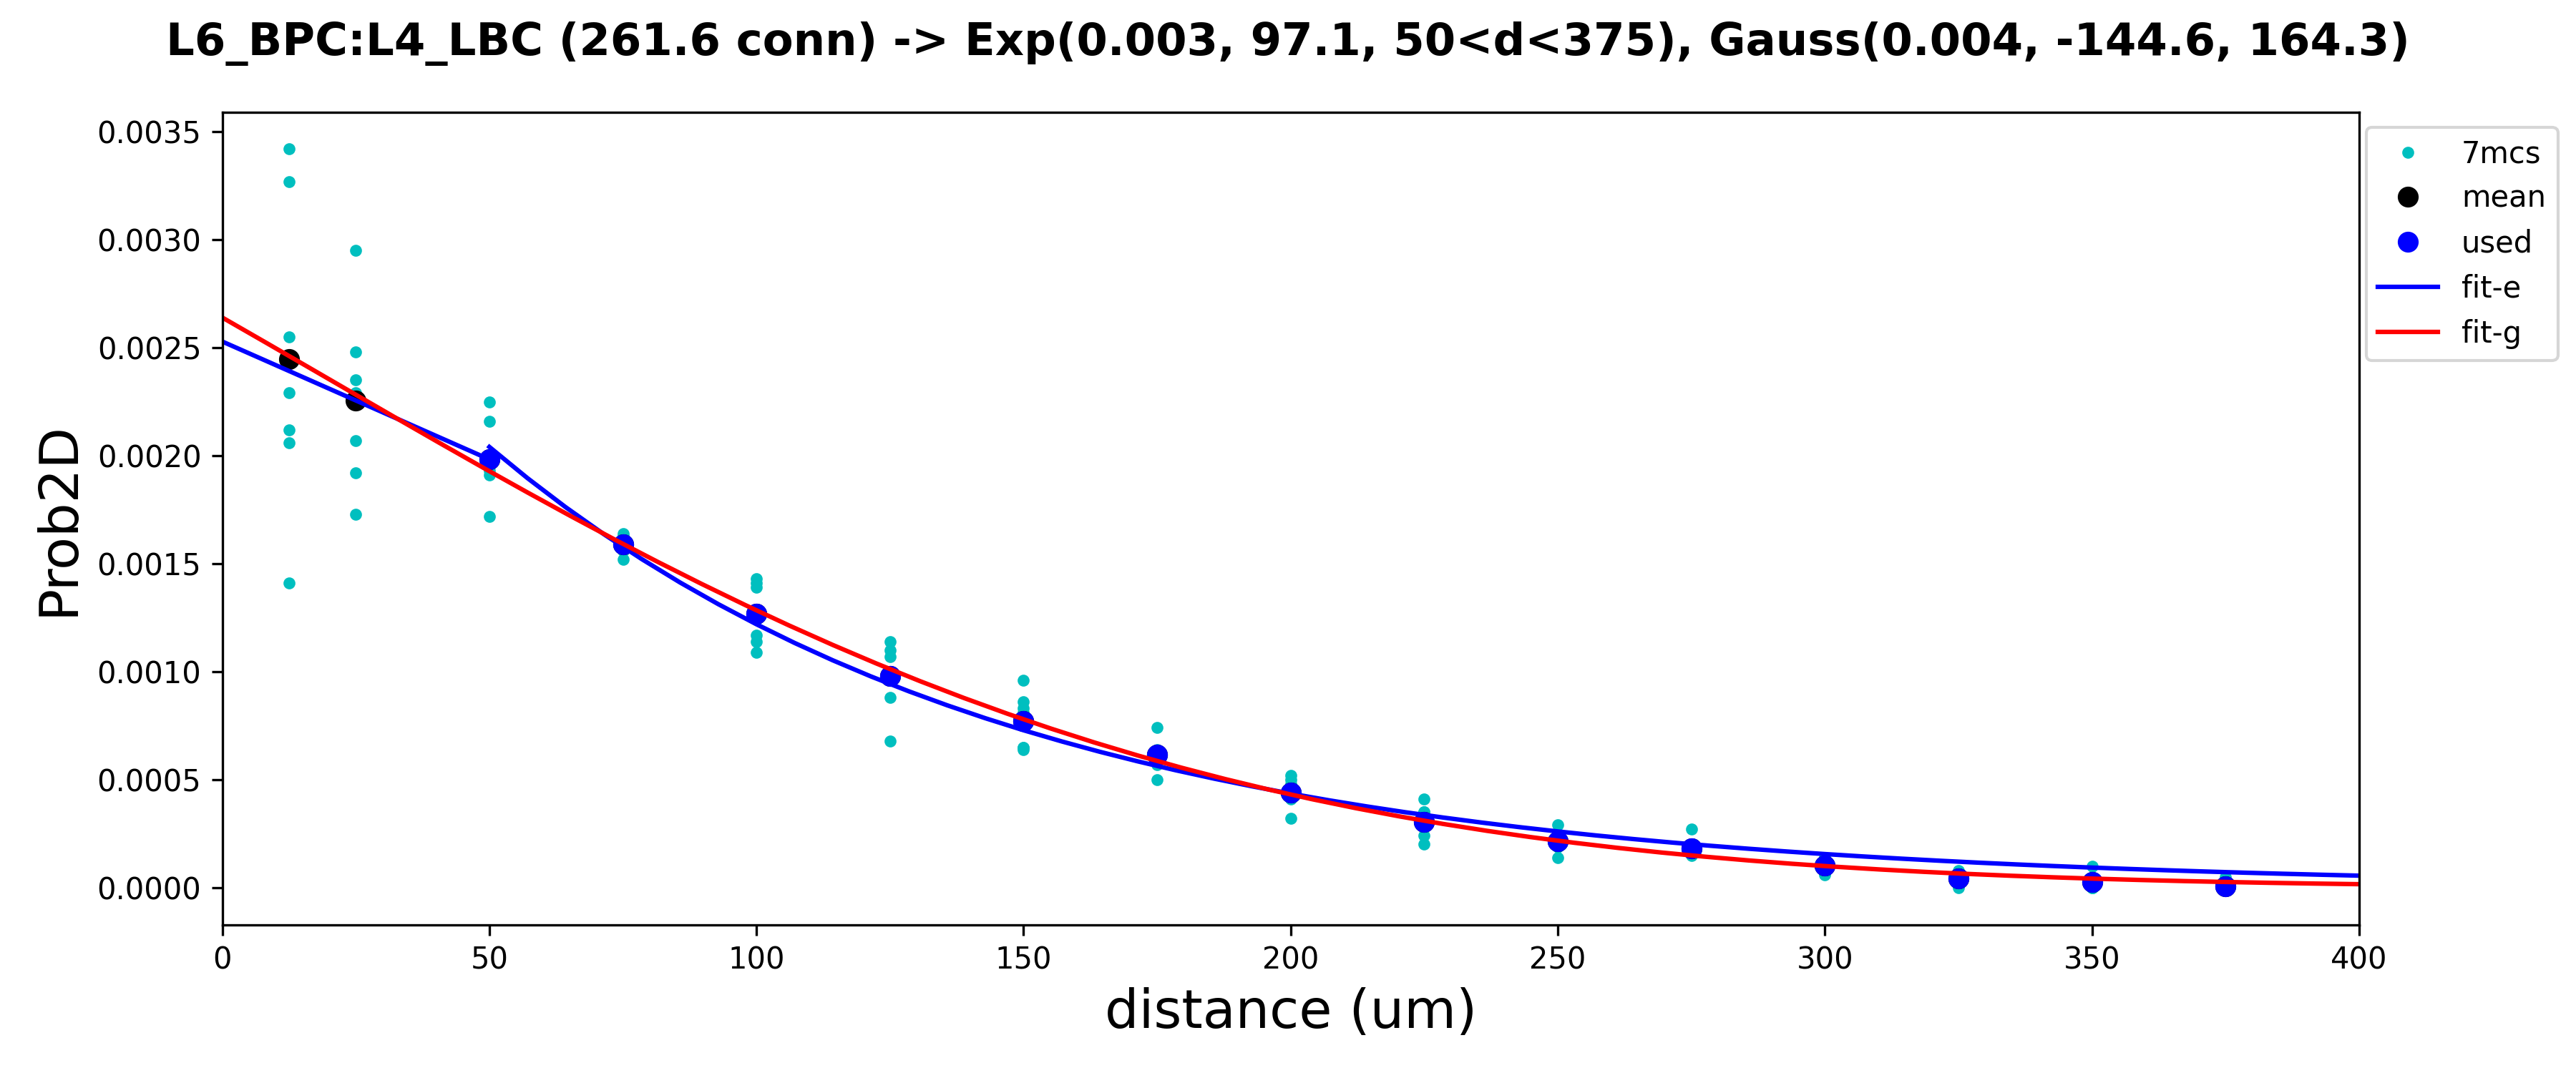 L6_BPC:L4_LBC (261.6 conn) -> Exp(0.003, 97.1, 50<d<375), Gauss(0.004, -144.6, 164.3)
0.0035
0.0030
0.0025
0.0020
0.0015
0.0010
0.0005
0.0000
Prob2D
0 50 100 150 200 250 300 350 400
distance (um)
7mcs
mean
used
fit-e
fit-g